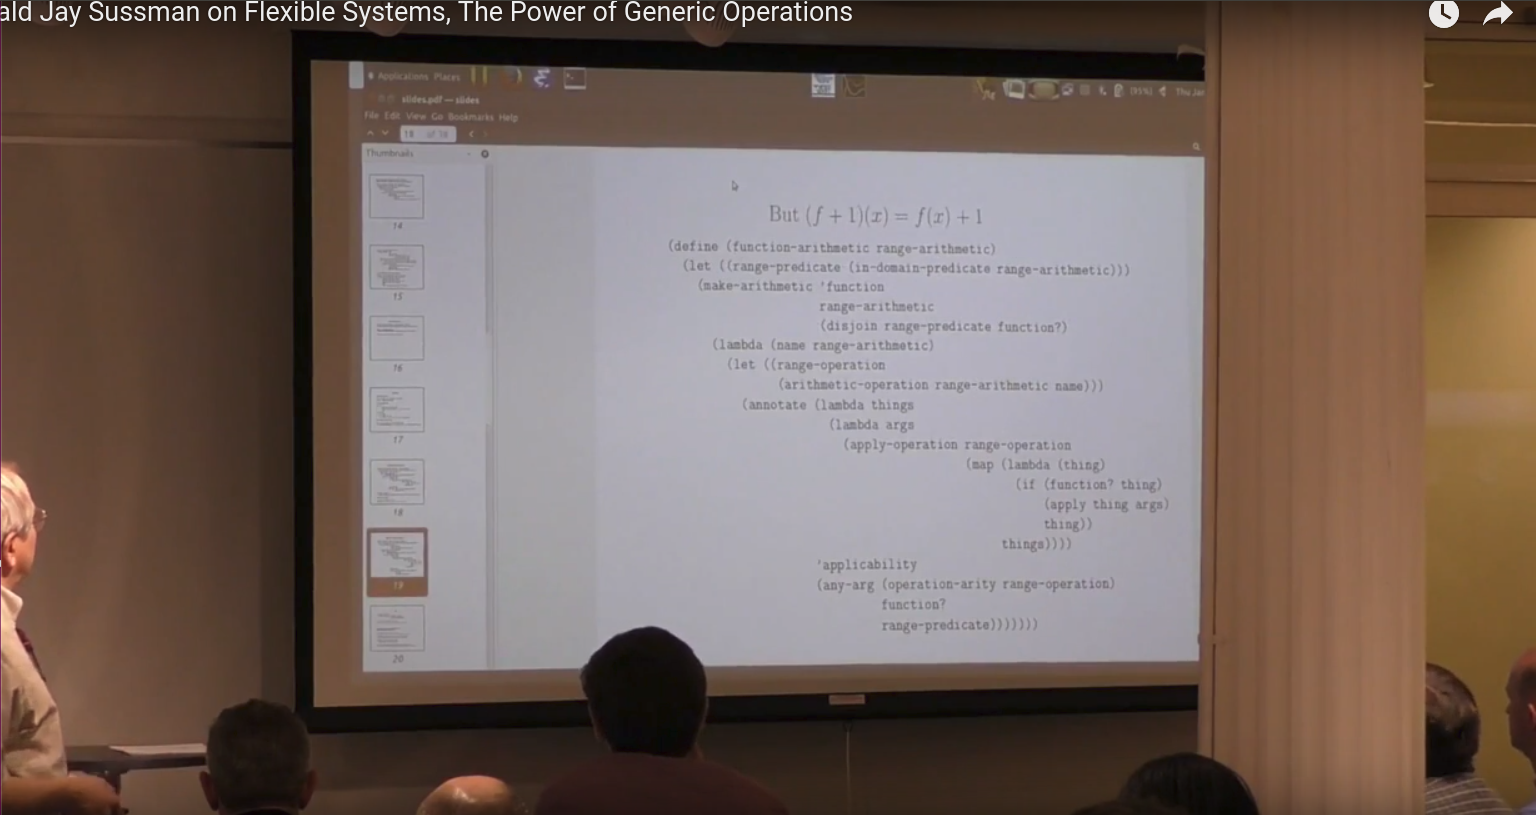 ald Jay Sussman on Flexible Systems, The Power of Generic Operations
Applications Places
(95%) Thu Jan
slides.pdf — slides
File Edit View Go Bookmarks Help
Thumbnails
14
15
16
17
18
19
20
But (f + 1)(x) = f(x) + 1
(define (function-arithmetic range-arithmetic)
(let ((range-predicate (in-domain-predicate range-arithmetic)))
(make-arithmetic 'function
range-arithmetic
(disjoin range-predicate function?)
(lambda (name range-arithmetic)
(let ((range-operation
(arithmetic-operation range-arithmetic name)))
(annotate (lambda things
(lambda args
(apply-operation range-operation
(map (lambda (thing)
(if (function? thing)
(apply thing args)
thing))
things))))
'applicability
(any-arg (operation-arity range-operation)
function?
range-predicate)))))))